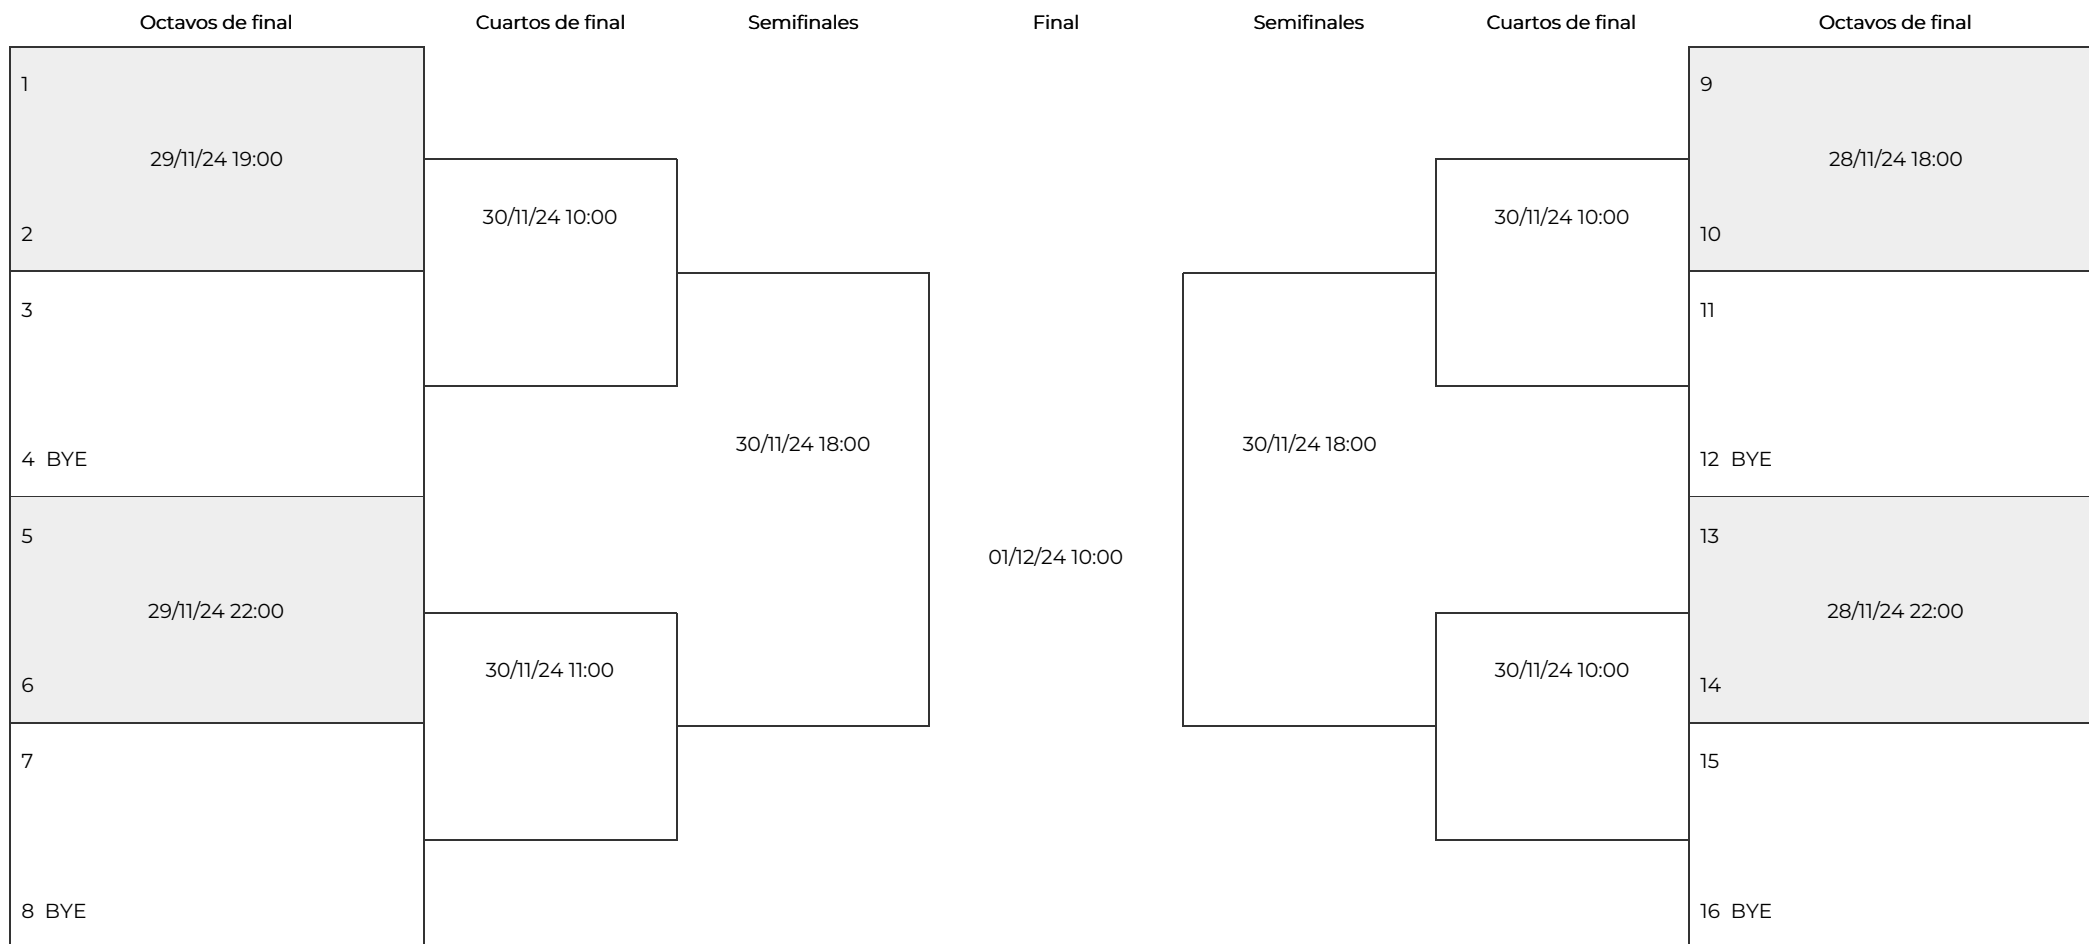 Octavos de final
Cuartos de final
Semifinales
Final
Semifinales
Cuartos de final
Octavos de final
1
29/11/24 19:00
2
3
4 BYE
5
29/11/24 22:00
6
7
8 BYE
30/11/24 10:00
30/11/24 11:00
30/11/24 18:00
01/12/24 10:00
30/11/24 18:00
30/11/24 10:00
30/11/24 10:00
9
28/11/24 18:00
10
11
12 BYE
13
28/11/24 22:00
14
15
16 BYE